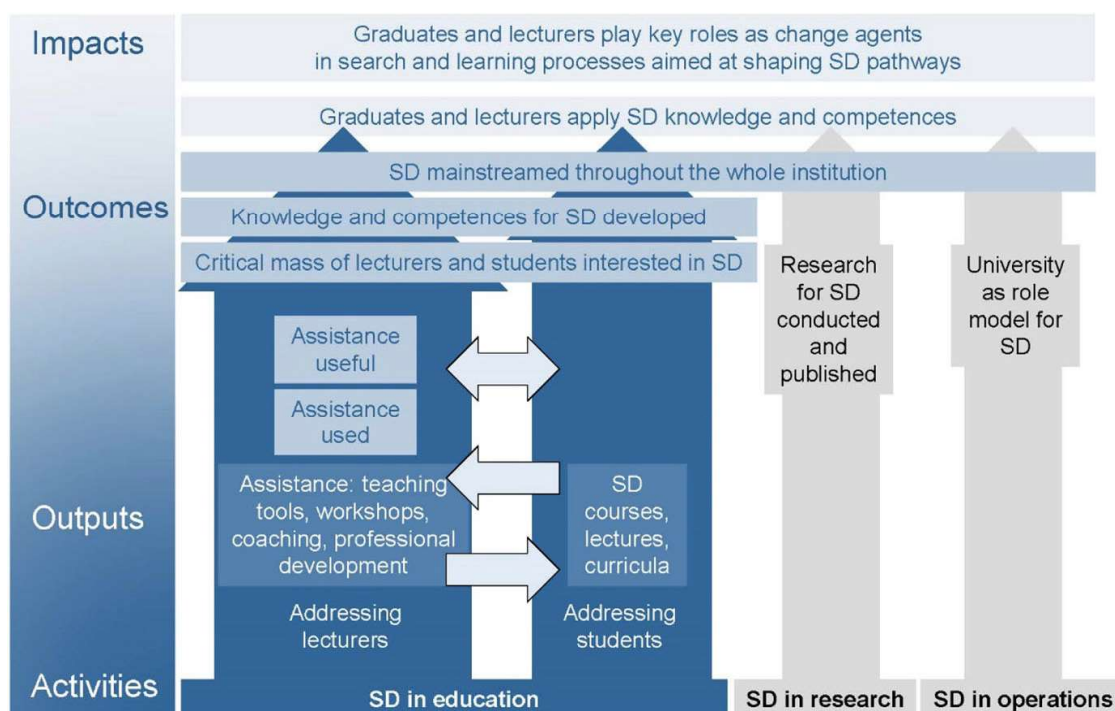 Impacts
Graduates and lecturers play key roles as change agents
in search and learning processes aimed at shaping SD pathways
Graduates and lecturers apply SD knowledge and competences
SD mainstreamed throughout the whole institution
Outcomes
Knowledge and competences for SD developed
Critical mass of lecturers and students interested in SD
Research
for SD
conducted
and
published
University
as role
model for
SD
Assistance
useful
Assistance
used
Outputs
Assistance: teaching
tools, workshops,
coaching, professional
development
SD
courses,
lectures,
curricula
Addressing
lecturers
Addressing
students
Activities
SD in education
SD in research
SD in operations